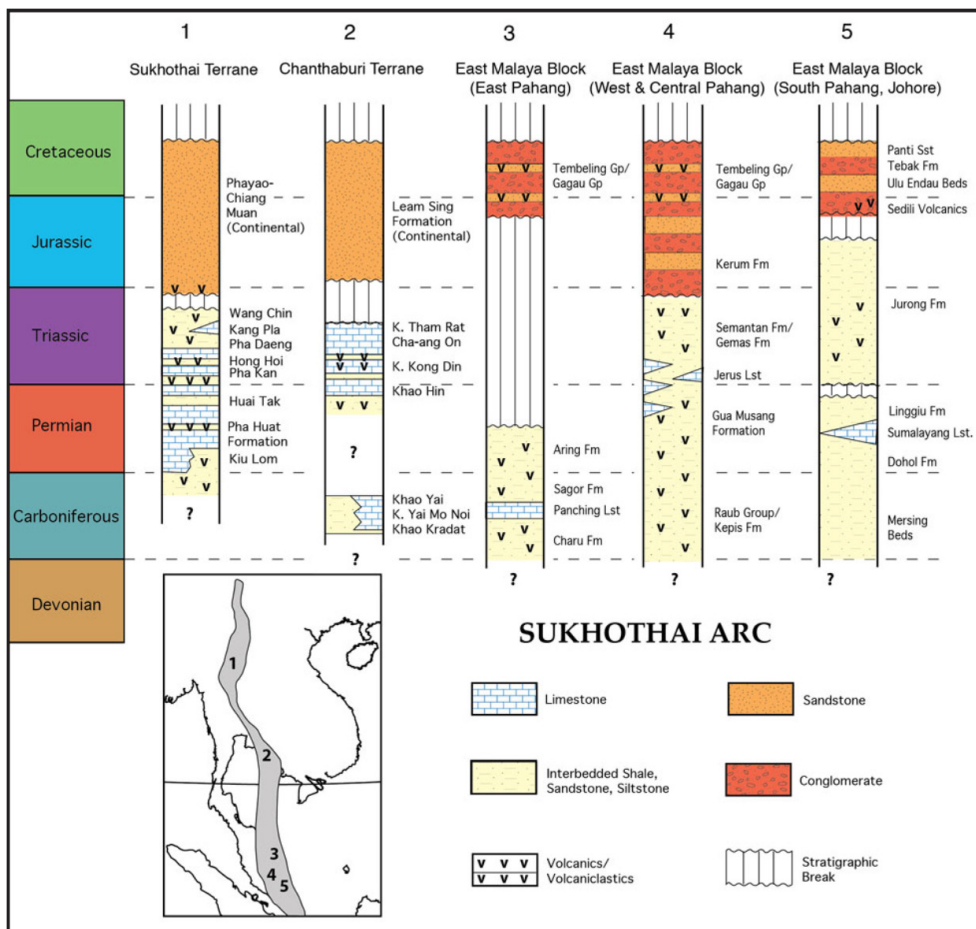 1
2
3
4
5
Sukhothai Terrane
Chanthaburi Terrane
East Malaya Block
(East Pahang)
East Malaya Block
(West & Central Pahang)
East Malaya Block
(South Pahang, Johore)
Cretaceous
Jurassic
Triassic
Permian
Carboniferous
Devonian
Phayao-
Chiang
Muan
(Continental)
v v
Wang Chin
v
Kang Pla
v
Pha Daeng
v
Hong Hoi
v v
Pha Kan
v v v
Huai Tak
Pha Huat
v v v
Formation
Kiu Lom
v
v v
?
Leam Sing
Formation
(Continental)
K. Tham Rat
Cha-ang On
v v
K. Kong Din
v v
Khao Hin
v v
?
Khao Yai
K. Yai Mo Noi
Khao Kradat
?
Tembeling Gp/
v v
Gagau Gp
v v
Aring Fm
v
v
Sagor Fm
v
Panching Lst
v
Charu Fm
v
v
?
Tembeling Gp/
v v
Gagau Gp
v v
Kerum Fm
v v
Semantan Fm/
v
Gemas Fm
v
Jerus Lst
v
Gua Musang
v
Formation
v
v
v
v
Raub Group/
v
Kepis Fm
v
v
?
Panti Sst
Tebak Fm
Ulu Endau Beds
v v
Sedili Volcanics
Jurong Fm
v
v
v
v
Linggiu Fm
Sumalayang Lst.
Dohol Fm
Mersing
Beds
?
1
2
3
4
5
SUKHOTHAI ARC
Limestone
Sandstone
Interbedded Shale,
Sandstone, Siltstone
Conglomerate
v v v
v v v
Volcanics/
Volcaniclastics
Stratigraphic
Break